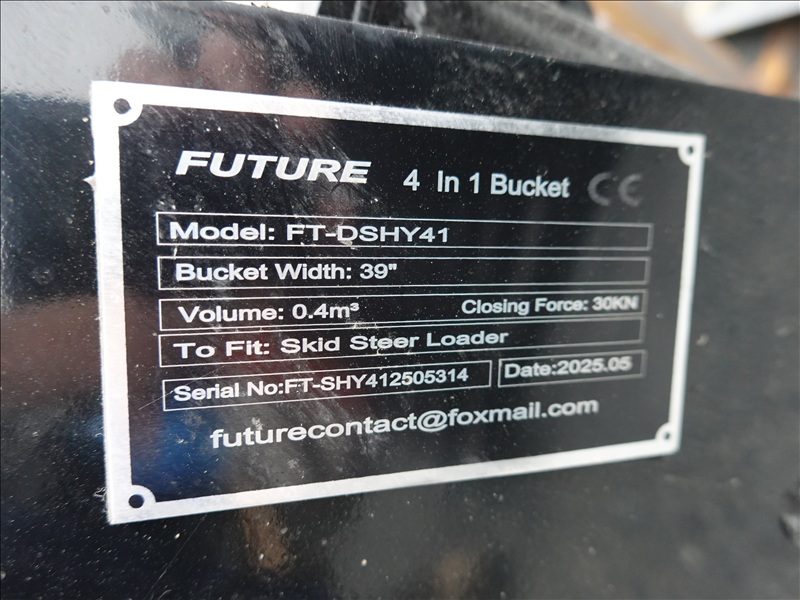 FUTURE 4 In 1 Bucket CE
Model: FT-DSHY41
Bucket Width: 39"
Volume: 0.4m³ Closing Force: 30KN
To Fit: Skid Steer Loader
Serial No:FT-SHY412505314 Date:2025.05
futurecontact@foxmail.com